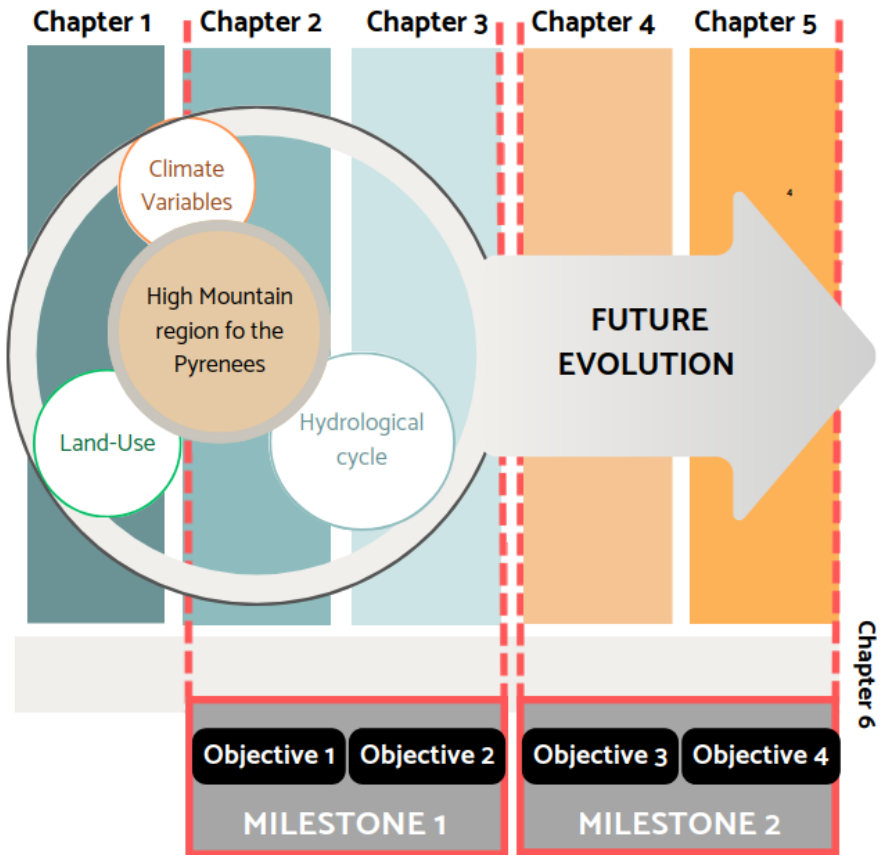 Chapter 1
Chapter 2
Chapter 3
Chapter 4
Chapter 5
4
Climate
Variables
High Mountain
region fo the
Pyrenees
FUTURE
EVOLUTION
Land-Use
Hydrological
cycle
Chapter 6
Objective 1
Objective 2
Objective 3
Objective 4
MILESTONE 1
MILESTONE 2